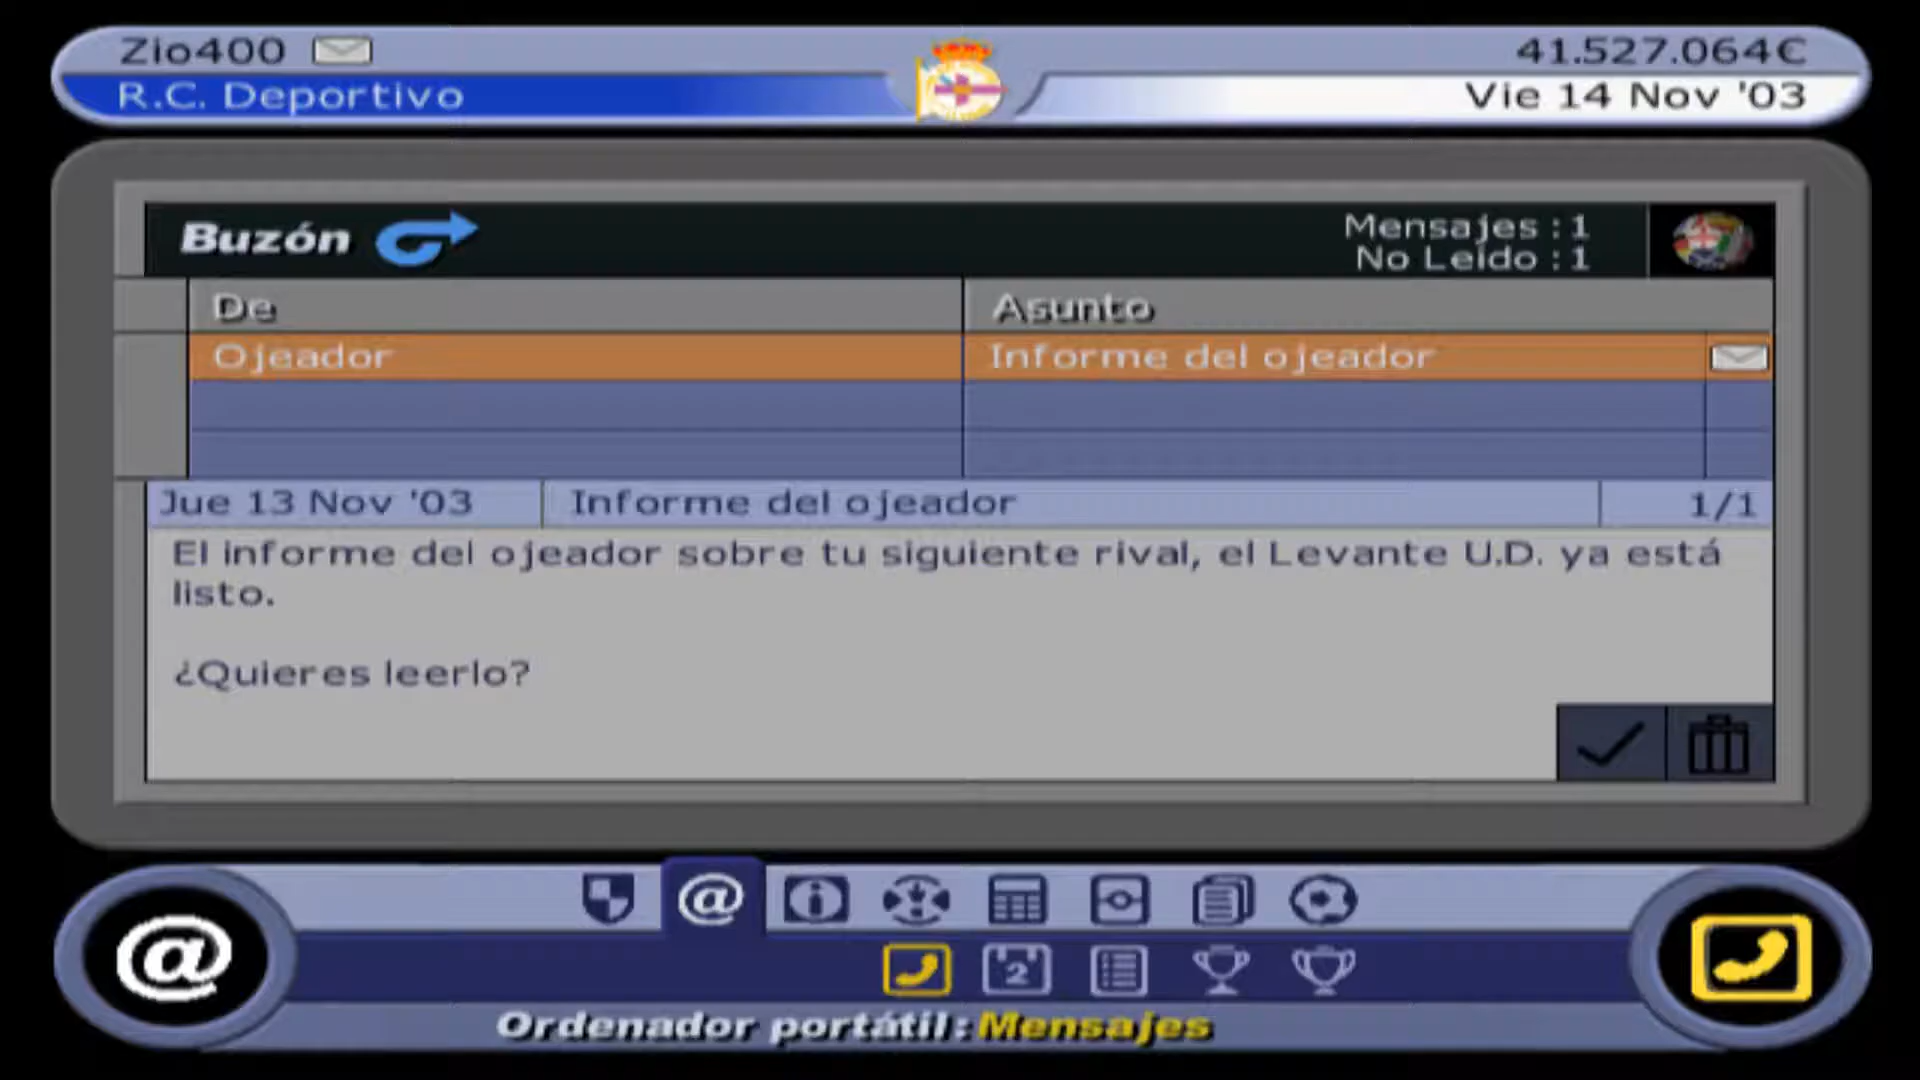 Zio400
41.527.064€
R.C. Deportivo
Vie 14 Nov '03
Buzón
Mensajes : 1
No Leído : 1
De
Asunto
Ojeador
Informe del ojeador
Jue 13 Nov '03
Informe del ojeador
1/1
El informe del ojeador sobre tu siguiente rival, el Levante U.D. ya está
listo.
¿Quieres leerlo?
@
@
2
Ordenador portátil: Mensajes